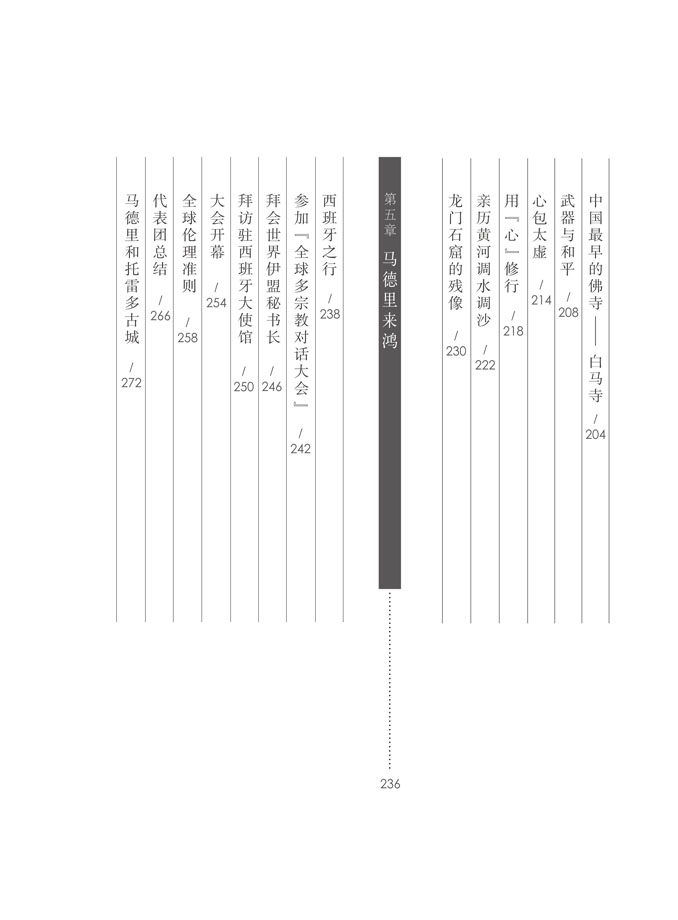 中国最早的佛寺——白马寺 / 204
武器与和平 / 208
心包太虚 / 214
用『心』修行 / 218
亲历黄河调水调沙 / 222
龙门石窟的残像 / 230
第五章 马德里来鸿 236
西班牙之行 / 238
参加『全球多宗教对话大会』 / 242
拜会世界伊盟秘书长 / 246
拜访驻西班牙大使馆 / 250
大会开幕 / 254
全球伦理准则 / 258
代表团总结 / 266
马德里和托雷多古城 / 272